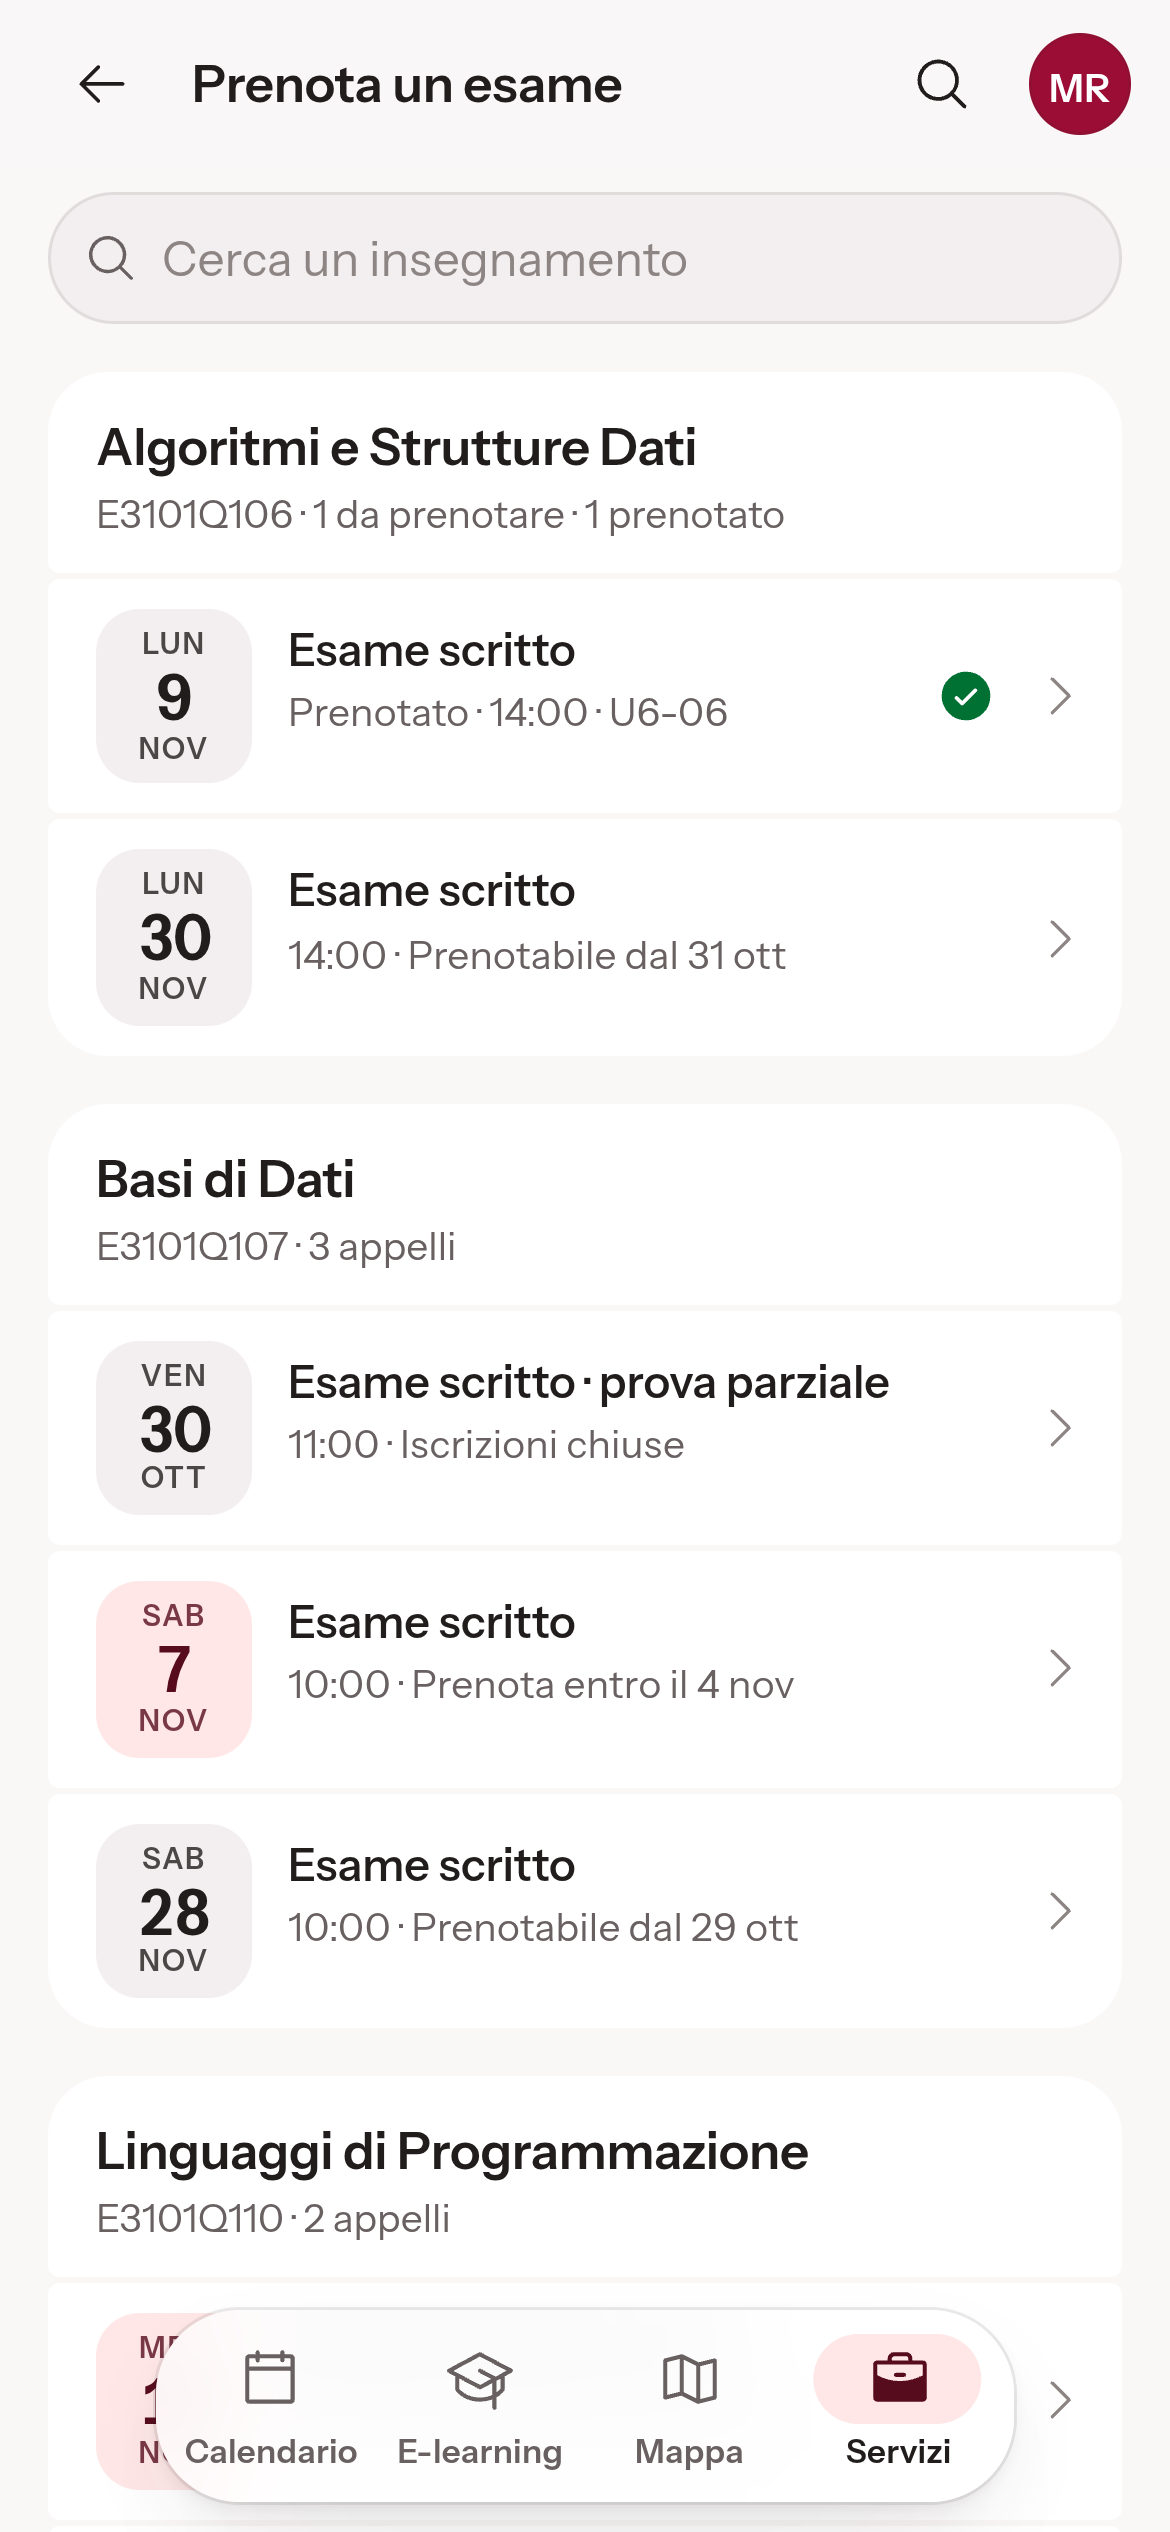 Prenota un esame
MR
Cerca un insegnamento
Algoritmi e Strutture Dati
E3101Q106 · 1 da prenotare · 1 prenotato
LUN
9
NOV
Esame scritto
Prenotato · 14:00 · U6-06
LUN
30
NOV
Esame scritto
14:00 · Prenotabile dal 31 ott
Basi di Dati
E3101Q107 · 3 appelli
VEN
30
OTT
Esame scritto · prova parziale
11:00 · Iscrizioni chiuse
SAB
7
NOV
Esame scritto
10:00 · Prenota entro il 4 nov
SAB
28
NOV
Esame scritto
10:00 · Prenotabile dal 29 ott
Linguaggi di Programmazione
E3101Q110 · 2 appelli
Calendario
E-learning
Mappa
Servizi